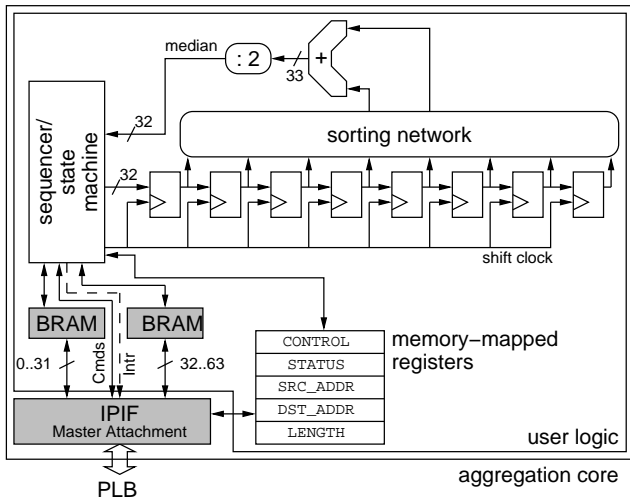 median
: 2
33
+
32
sorting network
sequencer/
state
machine
32
shift clock
BRAM
BRAM
0..31
Cmds
Intr
32..63
CONTROL
STATUS
SRC_ADDR
DST_ADDR
LENGTH
memory−mapped
registers
IPIF
Master Attachment
user logic
aggregation core
PLB